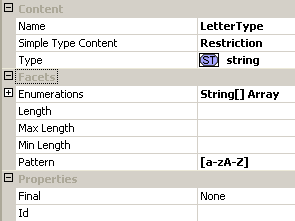 Content
Name LetterType
Simple Type Content Restriction
Type ST string
Facets
Enumerations String[] Array
Length
Max Length
Min Length
Pattern [a-zA-Z]
Properties
Final None
Id